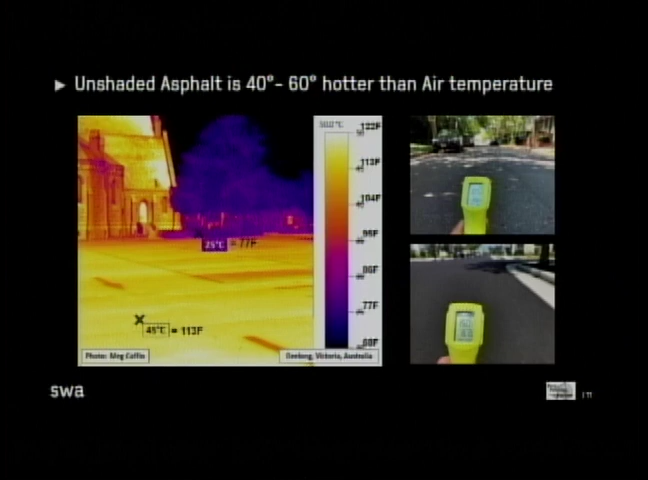 ► Unshaded Asphalt is 40°- 60° hotter than Air temperature
122F
113F
104F
95F
86F
77F
68F
25°C = 77F
45°C = 113F
Photo: Meg Caffin
Geelong, Victoria, Australia
swa